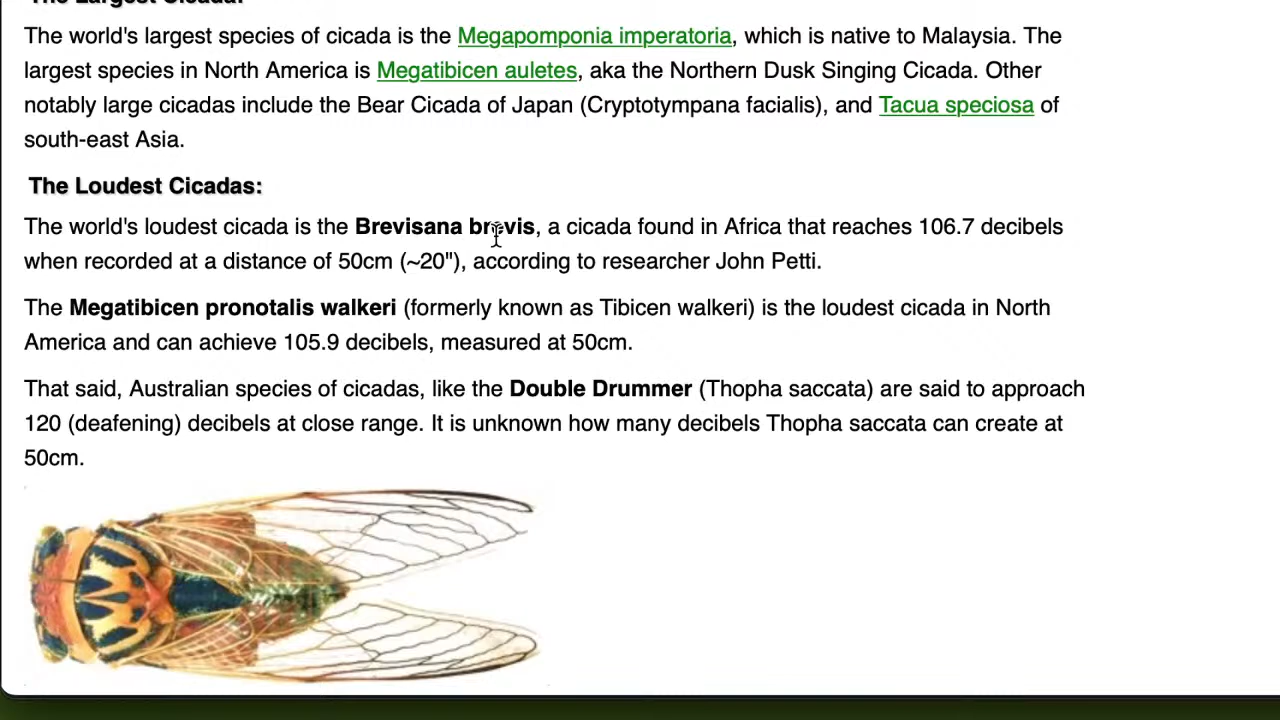 The Largest Cicada:
The world's largest species of cicada is the Megapomponia imperatoria, which is native to Malaysia. The
largest species in North America is Megatibicen auletes, aka the Northern Dusk Singing Cicada. Other
notably large cicadas include the Bear Cicada of Japan (Cryptotympana facialis), and Tacua speciosa of
south-east Asia.
The Loudest Cicadas:
The world's loudest cicada is the Brevisana brevis, a cicada found in Africa that reaches 106.7 decibels
when recorded at a distance of 50cm (~20"), according to researcher John Petti.
The Megatibicen pronotalis walkeri (formerly known as Tibicen walkeri) is the loudest cicada in North
America and can achieve 105.9 decibels, measured at 50cm.
That said, Australian species of cicadas, like the Double Drummer (Thopha saccata) are said to approach
120 (deafening) decibels at close range. It is unknown how many decibels Thopha saccata can create at
50cm.